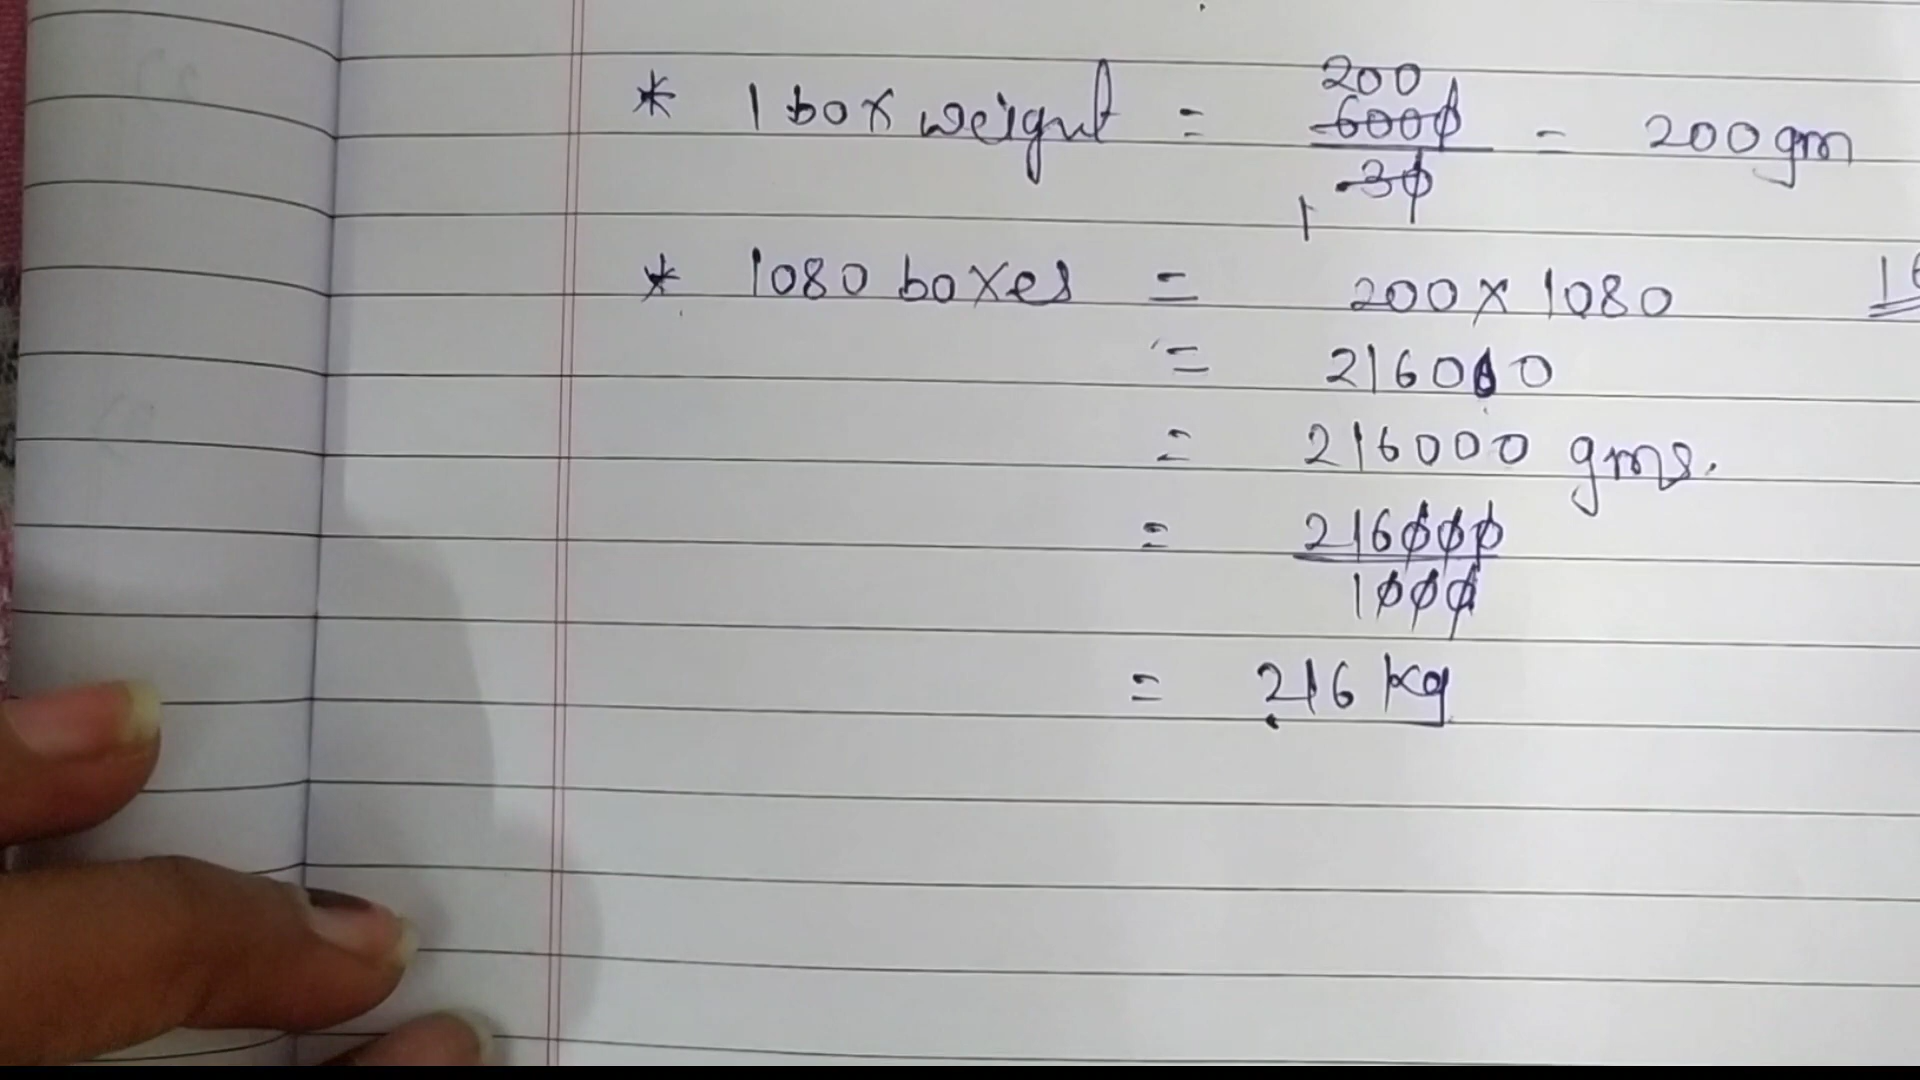 200
* 1 box weight = 6000/30 = 200 gm
1
* 1080 boxes = 200 x 1080
= 216000
= 216000 gms.
= 216000/1000
= 216 kg